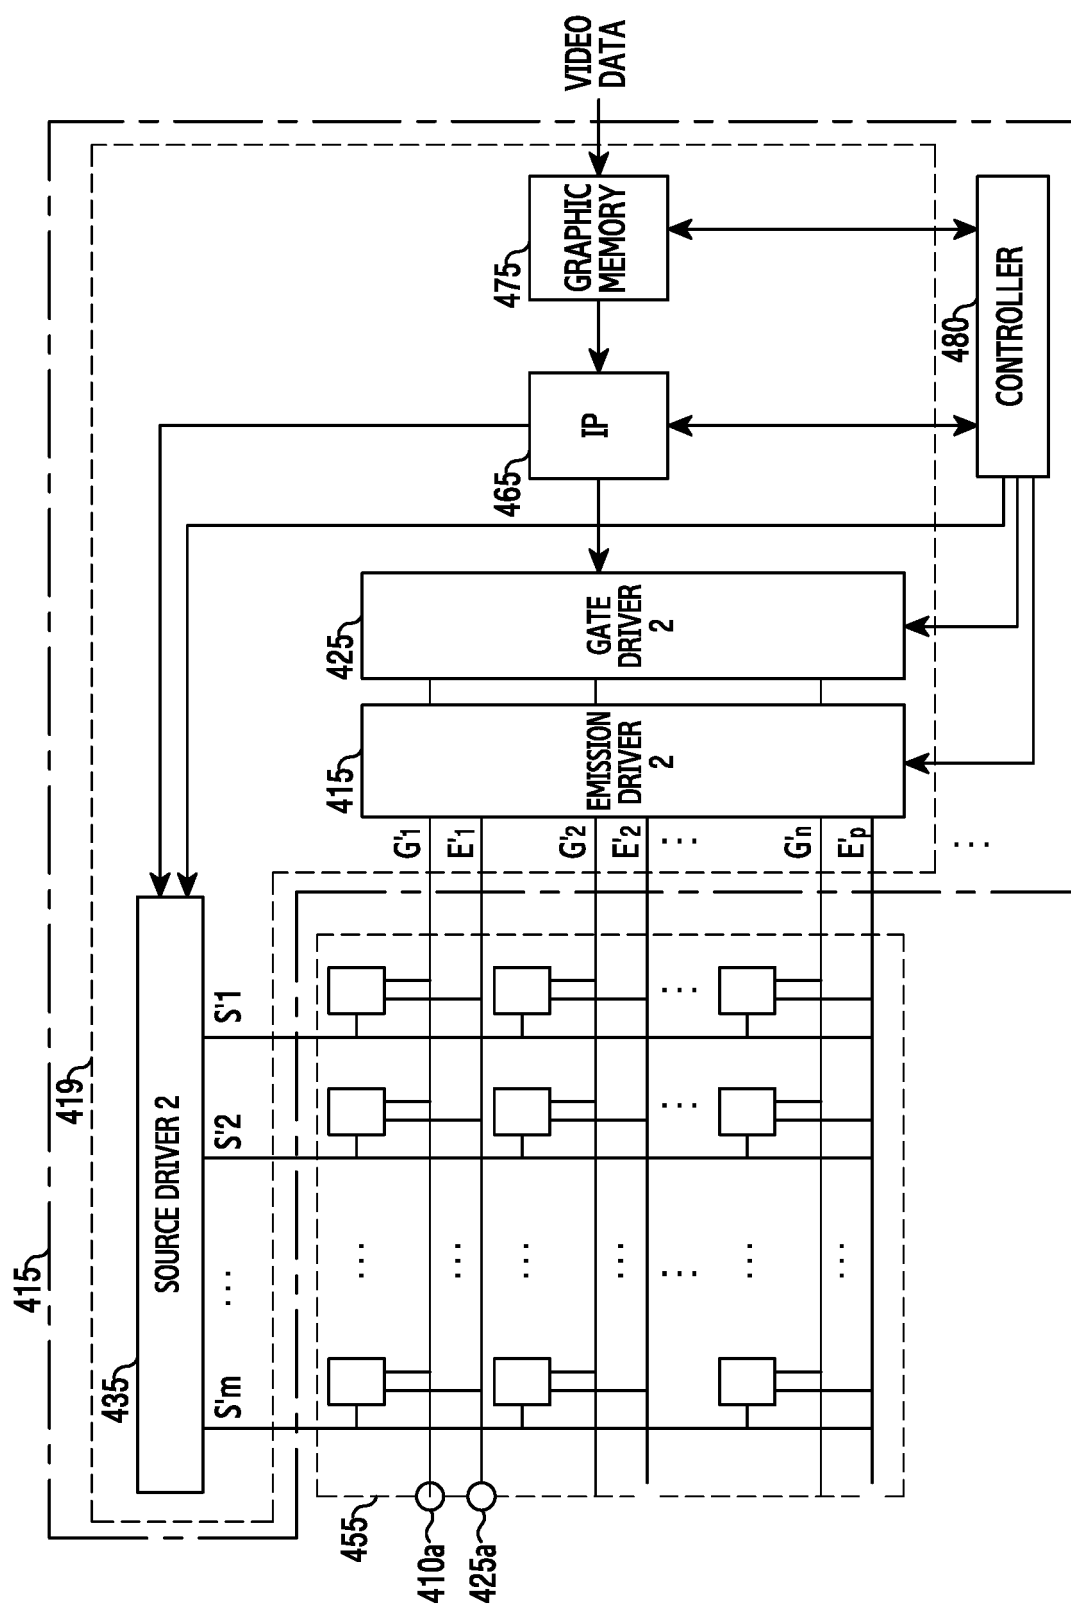 415
419
435
SOURCE DRIVER 2
S'm
...
S'2
S'1
VIDEO
DATA
475
GRAPHIC
MEMORY
465
IP
425
GATE
DRIVER
2
415
EMISSION
DRIVER
2
480
CONTROLLER
G'1
E'1
G'2
E'2
...
G'n
E'p
...
455
410a
425a